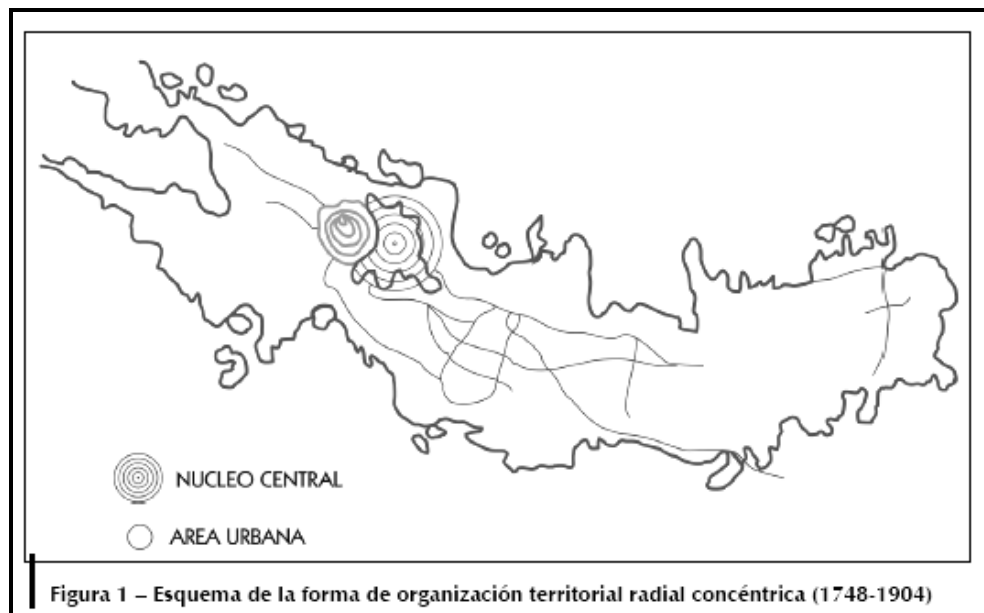 NUCLEO CENTRAL
AREA URBANA
Figura 1 – Esquema de la forma de organización territorial radial concéntrica (1748-1904)